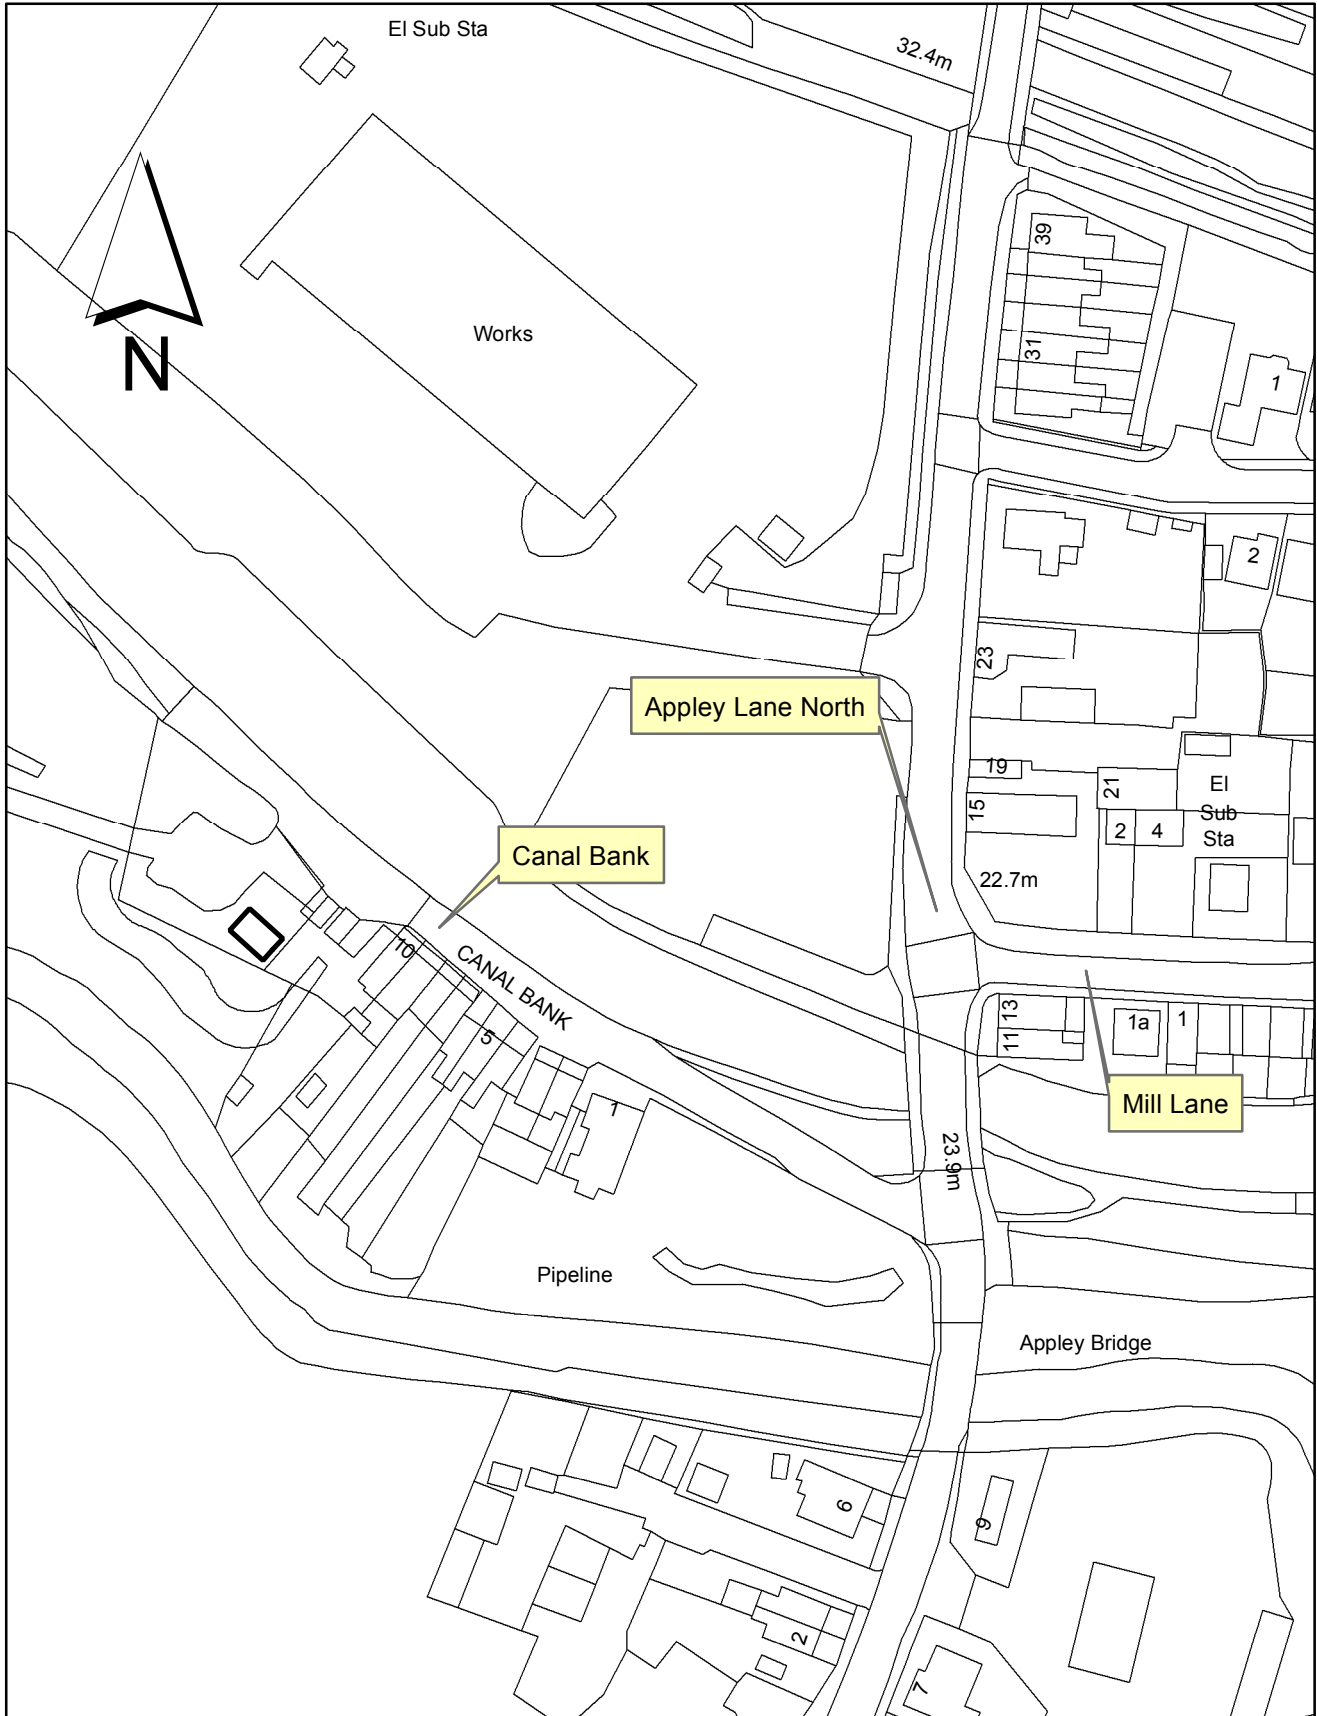 El Sub Sta
32.4m
39
N
Works
31
1
2
23
Appley Lane North
19
15
21
El
Sub
Sta
2
4
Canal Bank
22.7m
10
CANAL BANK
5
13
11
1a
1
Mill Lane
1
23.9m
Pipeline
Appley Bridge
6
9
2
7